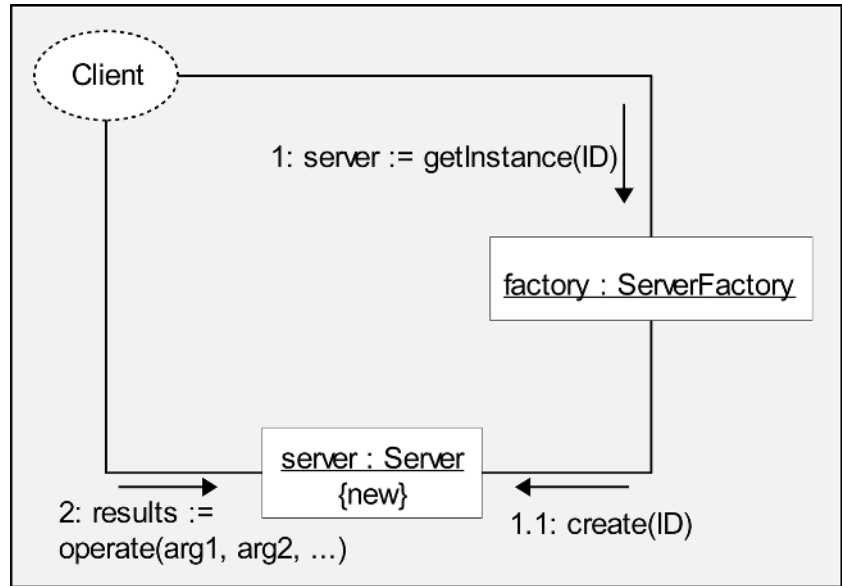 Client
1: server := getInstance(ID)
factory : ServerFactory
server : Server
{new}
2: results :=
operate(arg1, arg2, ...)
1.1: create(ID)